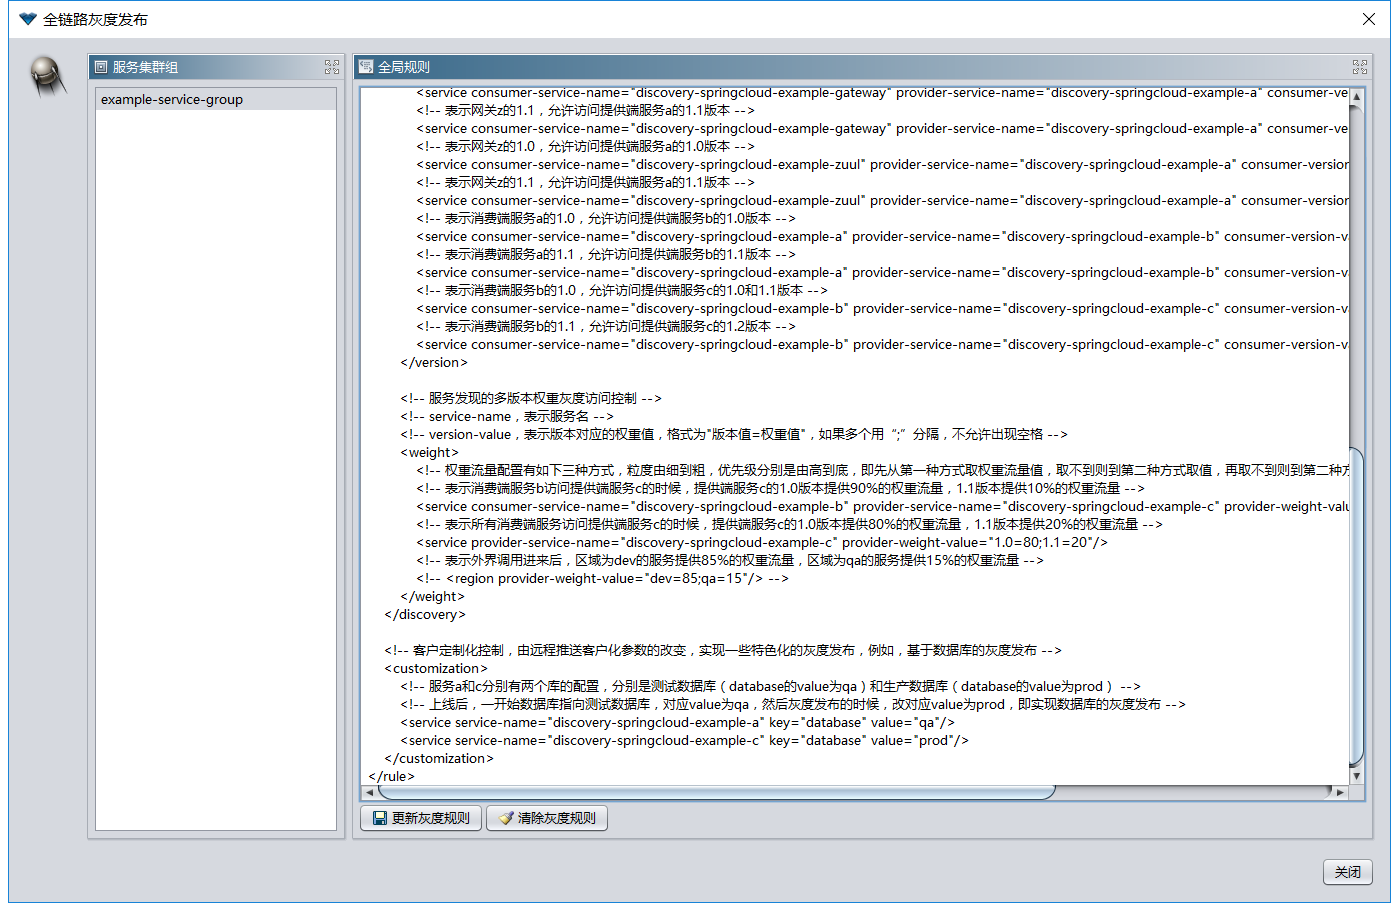 全链路灰度发布
服务集群组
example-service-group
全局规则
<service consumer-service-name="discovery-springcloud-example-gateway" provider-service-name="discovery-springcloud-example-a" consumer-ve
<!-- 表示网关z的1.1，允许访问提供端服务a的1.1版本 -->
<service consumer-service-name="discovery-springcloud-example-gateway" provider-service-name="discovery-springcloud-example-a" consumer-ve
<!-- 表示网关z的1.0，允许访问提供端服务a的1.0版本 -->
<service consumer-service-name="discovery-springcloud-example-zuul" provider-service-name="discovery-springcloud-example-a" consumer-version
<!-- 表示网关z的1.1，允许访问提供端服务a的1.1版本 -->
<service consumer-service-name="discovery-springcloud-example-zuul" provider-service-name="discovery-springcloud-example-a" consumer-version
<!-- 表示消费端服务a的1.0，允许访问提供端服务b的1.0版本 -->
<service consumer-service-name="discovery-springcloud-example-a" provider-service-name="discovery-springcloud-example-b" consumer-version-v
<!-- 表示消费端服务a的1.1，允许访问提供端服务b的1.1版本 -->
<service consumer-service-name="discovery-springcloud-example-a" provider-service-name="discovery-springcloud-example-b" consumer-version-v
<!-- 表示消费端服务b的1.0，允许访问提供端服务c的1.0和1.1版本 -->
<service consumer-service-name="discovery-springcloud-example-b" provider-service-name="discovery-springcloud-example-c" consumer-version-v
<!-- 表示消费端服务b的1.1，允许访问提供端服务c的1.2版本 -->
<service consumer-service-name="discovery-springcloud-example-b" provider-service-name="discovery-springcloud-example-c" consumer-version-v
</version>
<!-- 服务发现的多版本权重灰度访问控制 -->
<!-- service-name，表示服务名 -->
<!-- version-value，表示版本对应的权重值，格式为"版本值=权重值"，如果多个用“;”分隔，不允许出现空格 -->
<weight>
<!-- 权重流量配置有如下三种方式，粒度由细到粗，优先级分别是由高到底，即先从第一种方式取权重流量值，取不到则到第二种方式取值，再取不到则到第二种方
<!-- 表示消费端服务b访问提供端服务c的时候，提供端服务c的1.0版本提供90%的权重流量，1.1版本提供10%的权重流量 -->
<service consumer-service-name="discovery-springcloud-example-b" provider-service-name="discovery-springcloud-example-c" provider-weight-valu
<!-- 表示所有消费端服务访问提供端服务c的时候，提供端服务c的1.0版本提供80%的权重流量，1.1版本提供20%的权重流量 -->
<service provider-service-name="discovery-springcloud-example-c" provider-weight-value="1.0=80;1.1=20"/>
<!-- 表示外界调用进来后，区域为dev的服务提供85%的权重流量，区域为qa的服务提供15%的权重流量 -->
<!-- <region provider-weight-value="dev=85;qa=15"/> -->
</weight>
</discovery>
<!-- 客户定制化控制，由远程推送客户化参数的改变，实现一些特色化的灰度发布，例如，基于数据库的灰度发布 -->
<customization>
<!-- 服务a和c分别有两个库的配置，分别是测试数据库（database的value为qa）和生产数据库（database的value为prod） -->
<!-- 上线后，一开始数据库指向测试数据库，对应value为qa，然后灰度发布的时候，改对应value为prod，即实现数据库的灰度发布 -->
<service service-name="discovery-springcloud-example-a" key="database" value="qa"/>
<service service-name="discovery-springcloud-example-c" key="database" value="prod"/>
</customization>
</rule>
更新灰度规则
清除灰度规则
关闭